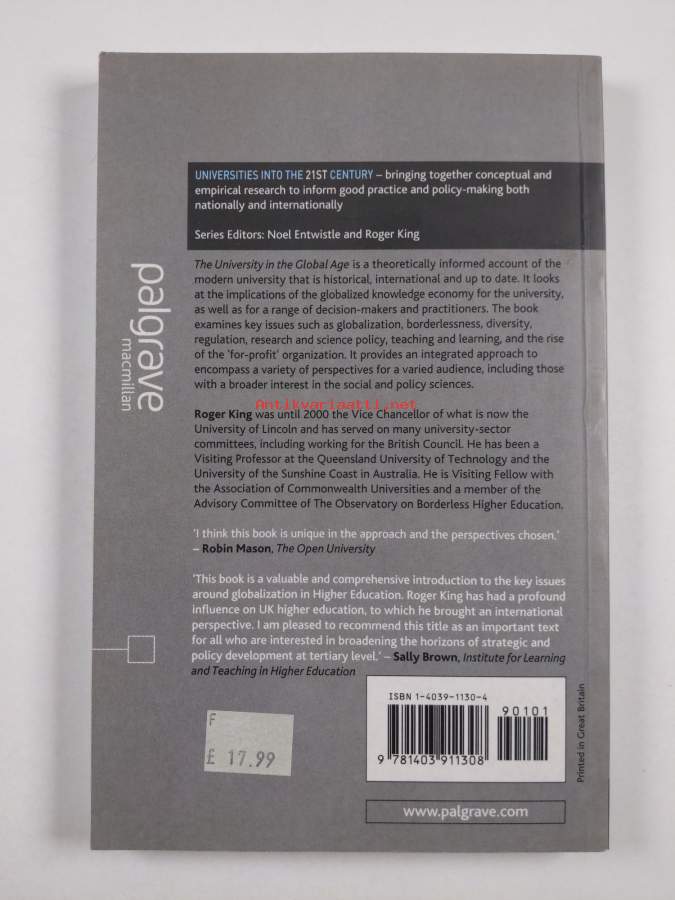 UNIVERSITIES INTO THE 21ST CENTURY – bringing together conceptual and
empirical research to inform good practice and policy-making both
nationally and internationally
Series Editors: Noel Entwistle and Roger King
palgrave
macmillan
The University in the Global Age is a theoretically informed account of the
modern university that is historical, international and up to date. It looks
at the implications of the globalized knowledge economy for the university,
as well as for a range of decision-makers and practitioners. The book
examines key issues such as globalization, borderlessness, diversity,
regulation, research and science policy, teaching and learning, and the rise
of the 'for-profit' organization. It provides an integrated approach to
encompass a variety of perspectives for a varied audience, including those
with a broader interest in the social and policy sciences.
Antikvariaatti.net
Roger King was until 2000 the Vice Chancellor of what is now the
University of Lincoln and has served on many university-sector
committees, including working for the British Council. He has been a
Visiting Professor at the Queensland University of Technology and the
University of the Sunshine Coast in Australia. He is Visiting Fellow with
the Association of Commonwealth Universities and a member of the
Advisory Committee of The Observatory on Borderless Higher Education.
'I think this book is unique in the approach and the perspectives chosen.'
– Robin Mason, The Open University
'This book is a valuable and comprehensive introduction to the key issues
around globalization in Higher Education. Roger King has had a profound
influence on UK higher education, to which he brought an international
perspective. I am pleased to recommend this title as an important text
for all who are interested in broadening the horizons of strategic and
policy development at tertiary level.' – Sally Brown, Institute for Learning
and Teaching in Higher Education
ISBN 1-4039-1130-4
90101
9 781403 911308
Printed in Great Britain
F
£ 17.99
www.palgrave.com